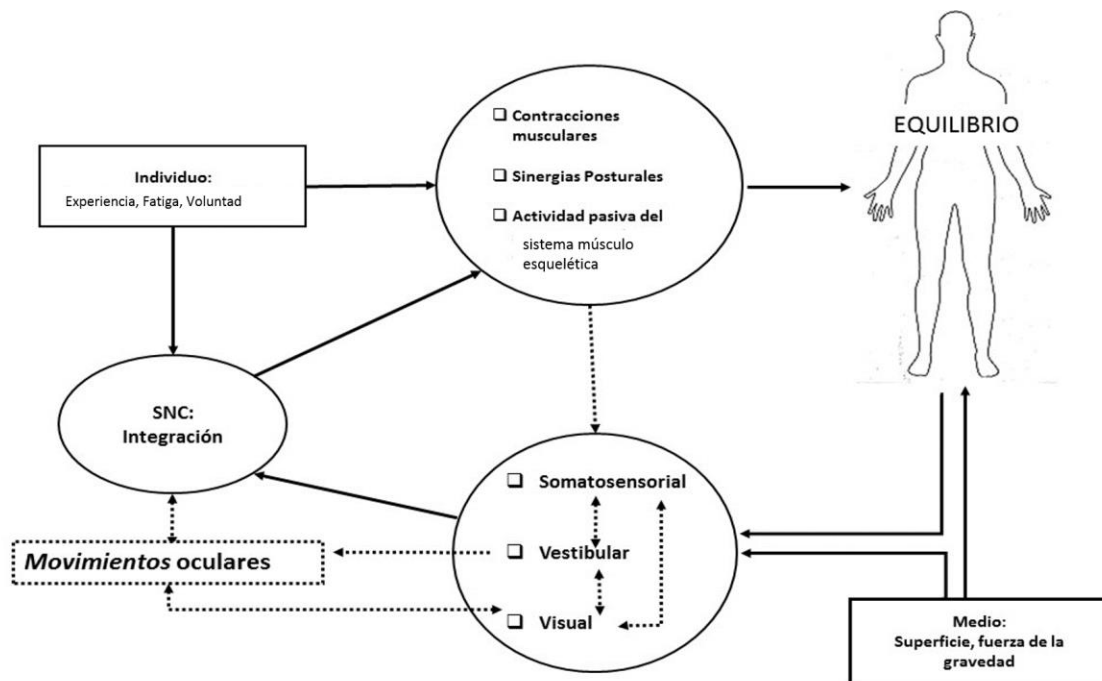 Contracciones
musculares
Sinergias Posturales
Actividad pasiva del
sistema músculo
esquelética
EQUILIBRIO
Individuo:
Experiencia, Fatiga, Voluntad
SNC:
Integración
Somatosensorial
Vestibular
Visual
Movimientos oculares
Medio:
Superficie, fuerza de la
gravedad